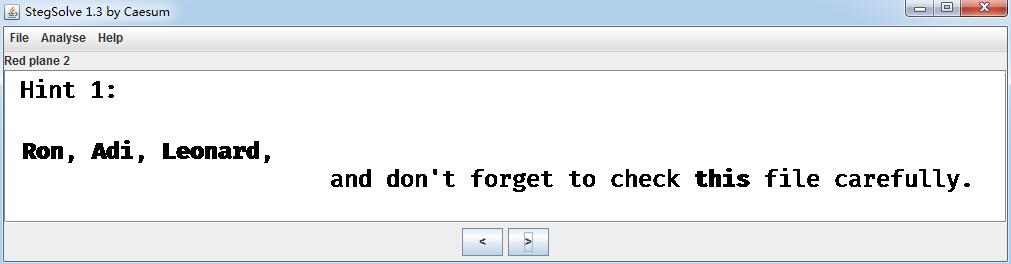 StegSolve 1.3 by Caesum
File Analyse Help
Red plane 2
Hint 1:
Ron, Adi, Leonard,
and don't forget to check this file carefully.
< >